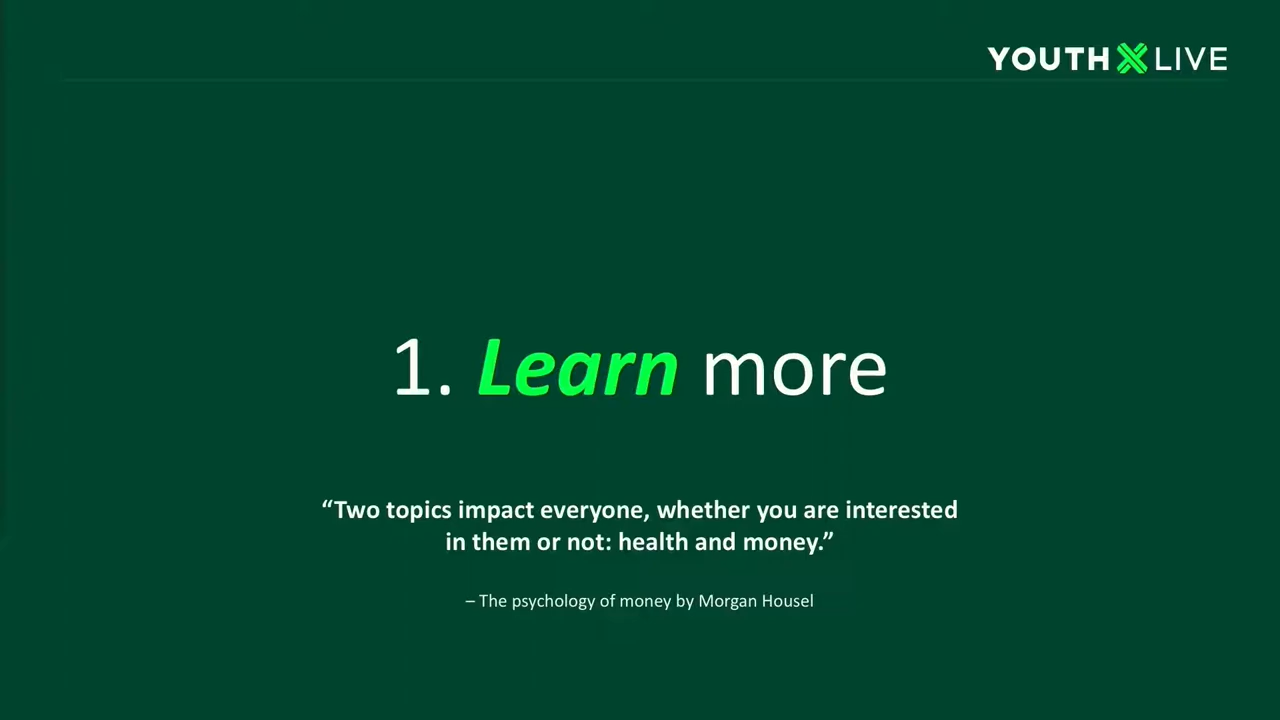 YOUTH X LIVE
1. Learn more
“Two topics impact everyone, whether you are interested
in them or not: health and money.”
– The psychology of money by Morgan Housel